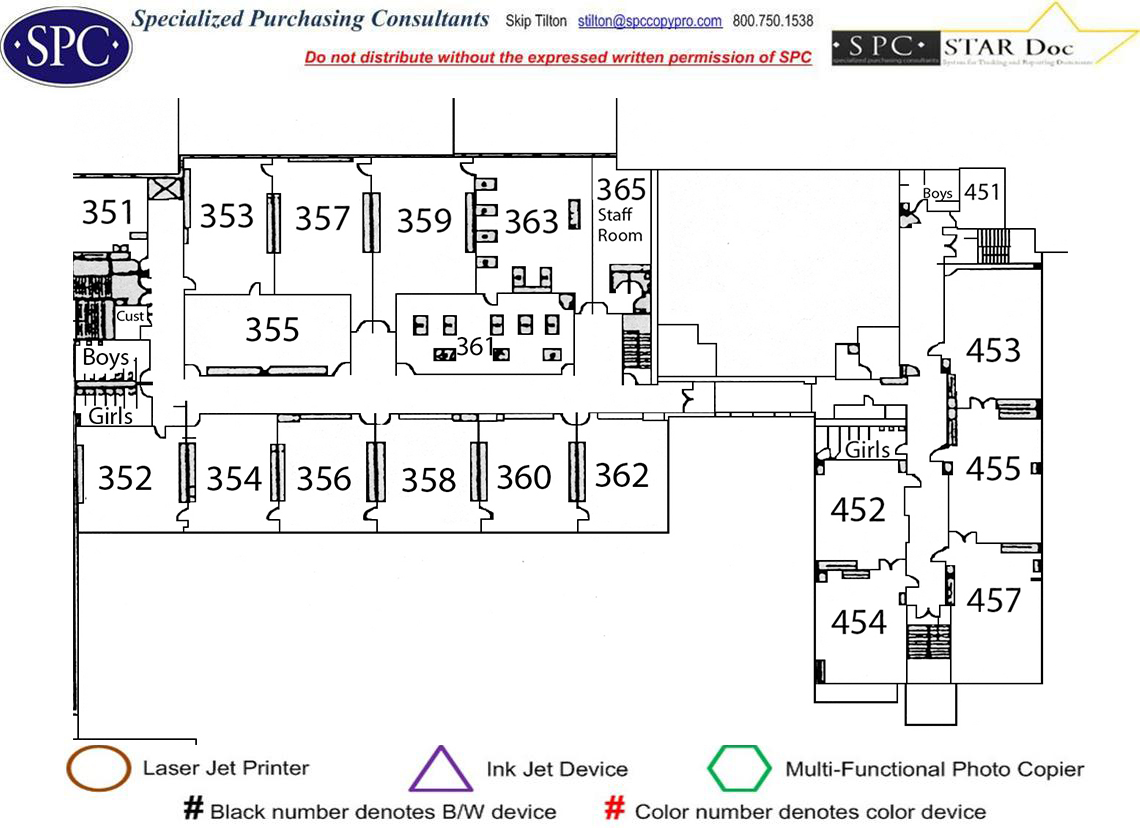 Specialized Purchasing Consultants Skip Tilton stilton@spccopypro.com 800.750.1538
·SPC·
Do not distribute without the expressed written permission of SPC
·SPC· STAR Doc
specialized purchasing consultants System for Tracking and Reporting Documents
365
Boys 451
351 353 357 359 363 Staff
Room
Cust
355
361
453
Boys
Girls
Girls
352 354 356 358 360 362
455
452
457
454
Laser Jet Printer Ink Jet Device Multi-Functional Photo Copier
# Black number denotes B/W device # Color number denotes color device